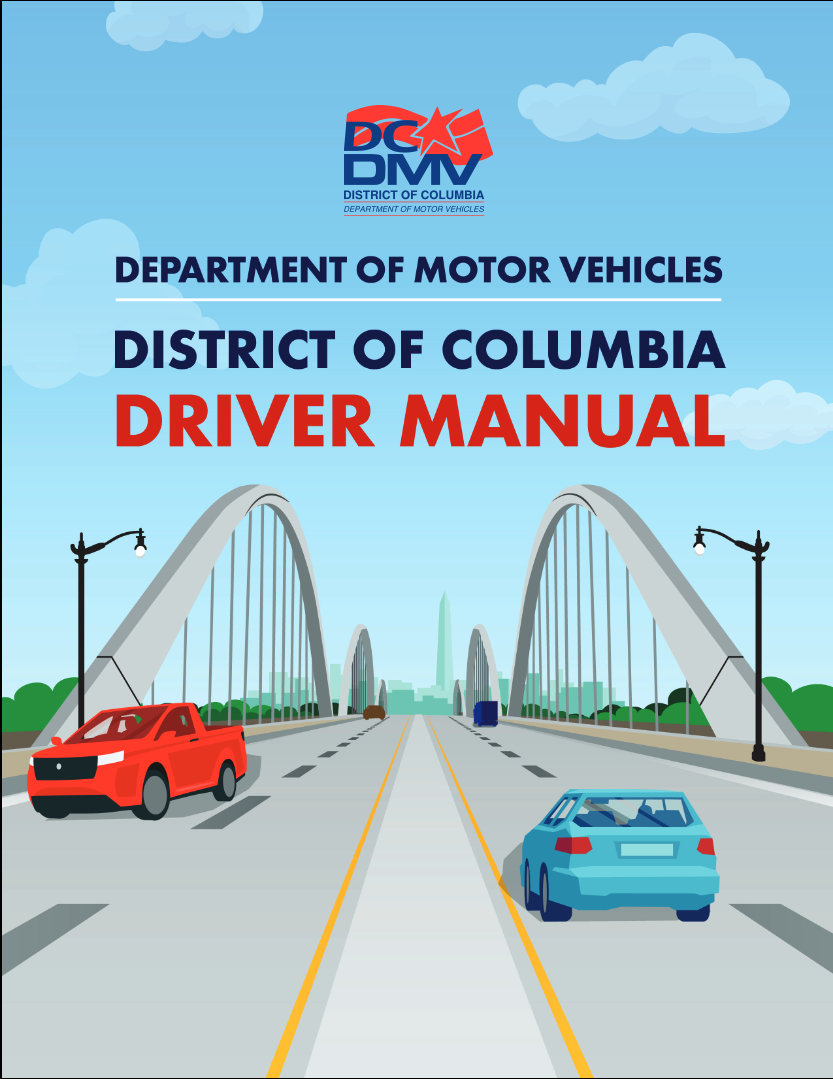 DC
DMV
DISTRICT OF COLUMBIA
DEPARTMENT OF MOTOR VEHICLES
DEPARTMENT OF MOTOR VEHICLES
DISTRICT OF COLUMBIA
DRIVER MANUAL